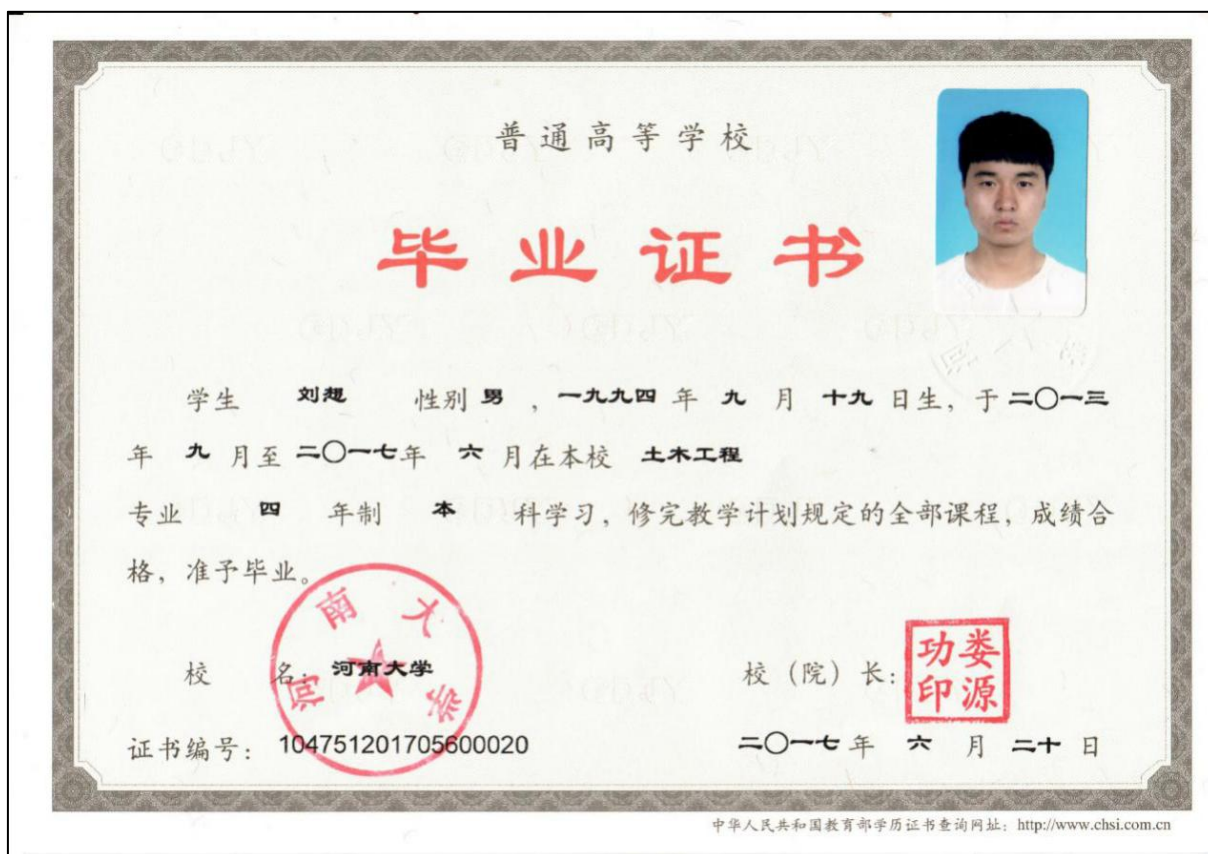 普通高等学校
毕业证书
学生 刘想 性别 男 , 一九九四 年 九 月 十九 日生, 于 二〇一三
年 九 月至 二〇一七年 六 月在本校 土木工程
专业 四 年制 本 科学习, 修完教学计划规定的全部课程, 成绩合
格, 准予毕业。
河南大学
校 名: 河南大学
校（院）长:
娄源功印
证书编号: 104751201705600020
二〇一七 年 六 月 二十 日
中华人民共和国教育部学历证书查询网址: http://www.chsi.com.cn